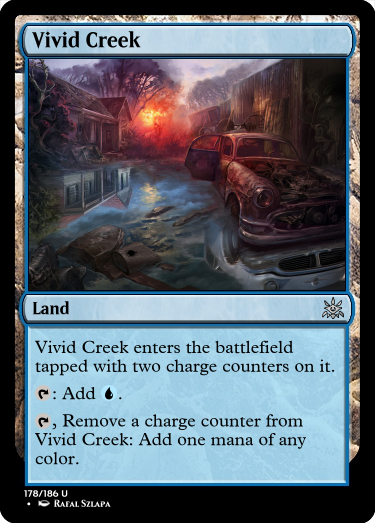 Vivid Creek
Land
Vivid Creek enters the battlefield
tapped with two charge counters on it.
: Add .
, Remove a charge counter from
Vivid Creek: Add one mana of any
color.
178/186 U
• Rafal Szlapa